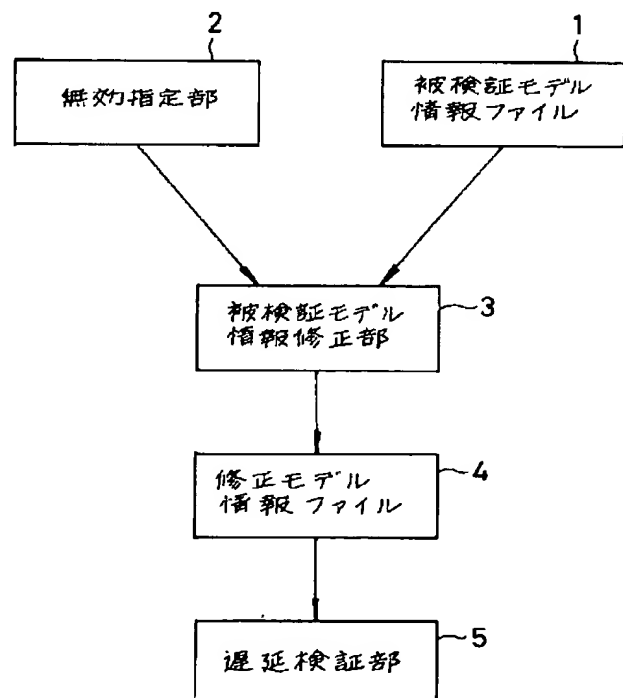 2
無効指定部
1
被検証モデル
情報ファイル
3
被検証モデル
情報修正部
4
修正モデル
情報ファイル
5
遅延検証部